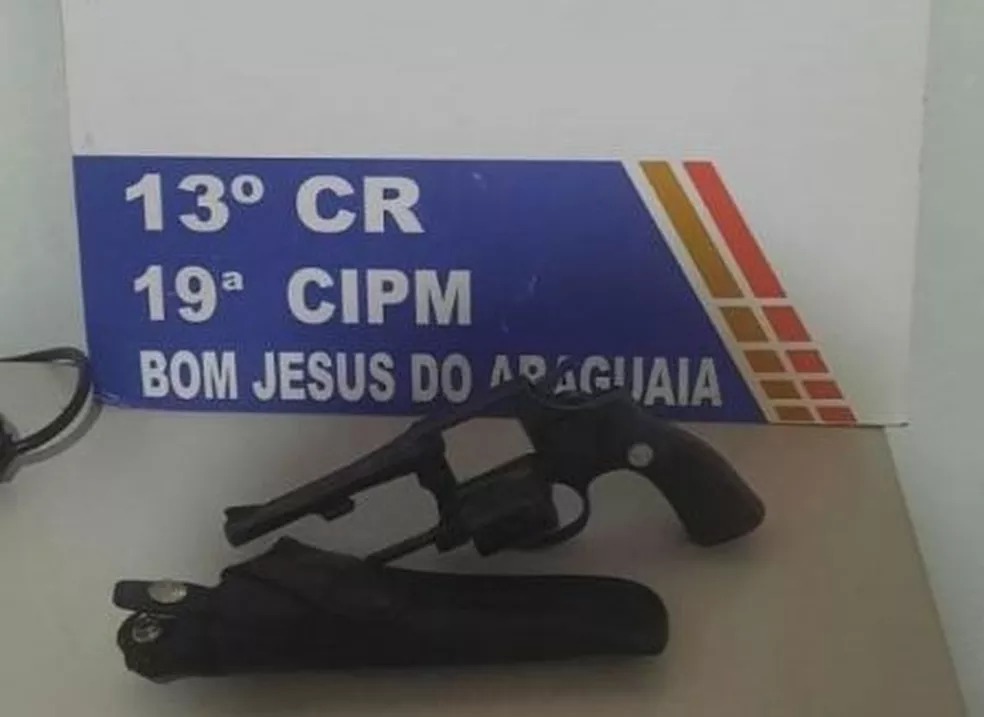 13º CR
19ª CIPM
BOM JESUS DO ARAGUAIA